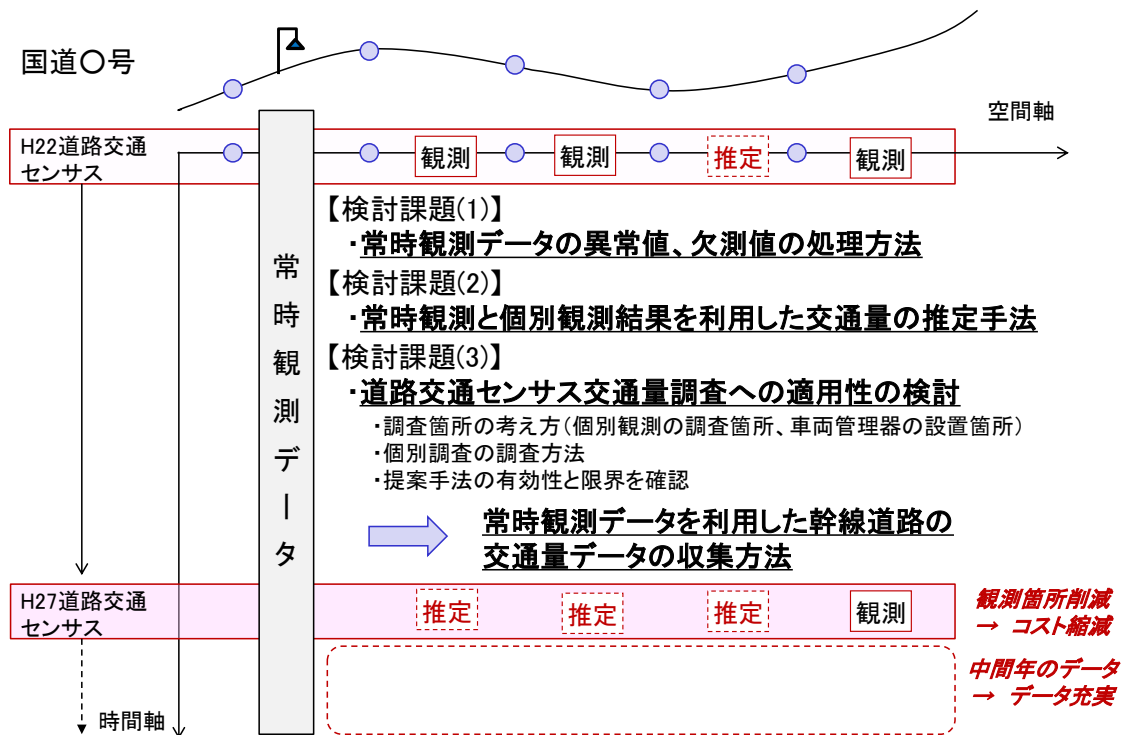 国道〇号
空間軸
H22道路交通
センサス
観測
観測
推定
観測
常時観測データ
【検討課題(1)】
・常時観測データの異常値、欠測値の処理方法
【検討課題(2)】
・常時観測と個別観測結果を利用した交通量の推定手法
【検討課題(3)】
・道路交通センサス交通量調査への適用性の検討
・調査箇所の考え方(個別観測の調査箇所、車両管理器の設置箇所)
・個別調査の調査方法
・提案手法の有効性と限界を確認
常時観測データを利用した幹線道路の
交通量データの収集方法
H27道路交通
センサス
推定
推定
推定
観測
観測箇所削減
→ コスト縮減
中間年のデータ
→ データ充実
時間軸